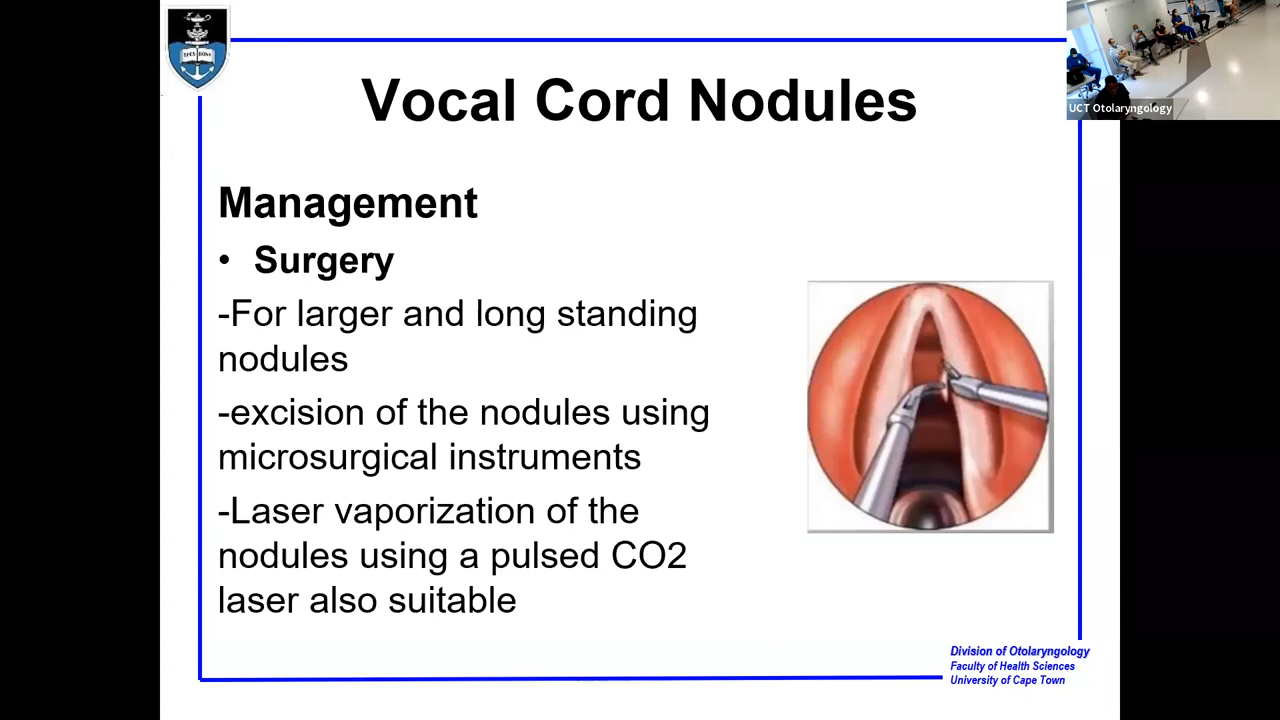 SPES BONA
UCT Otolaryngology
Vocal Cord Nodules
Management
• Surgery
-For larger and long standing
nodules
-excision of the nodules using
microsurgical instruments
-Laser vaporization of the
nodules using a pulsed CO2
laser also suitable
Division of Otolaryngology
Faculty of Health Sciences
University of Cape Town